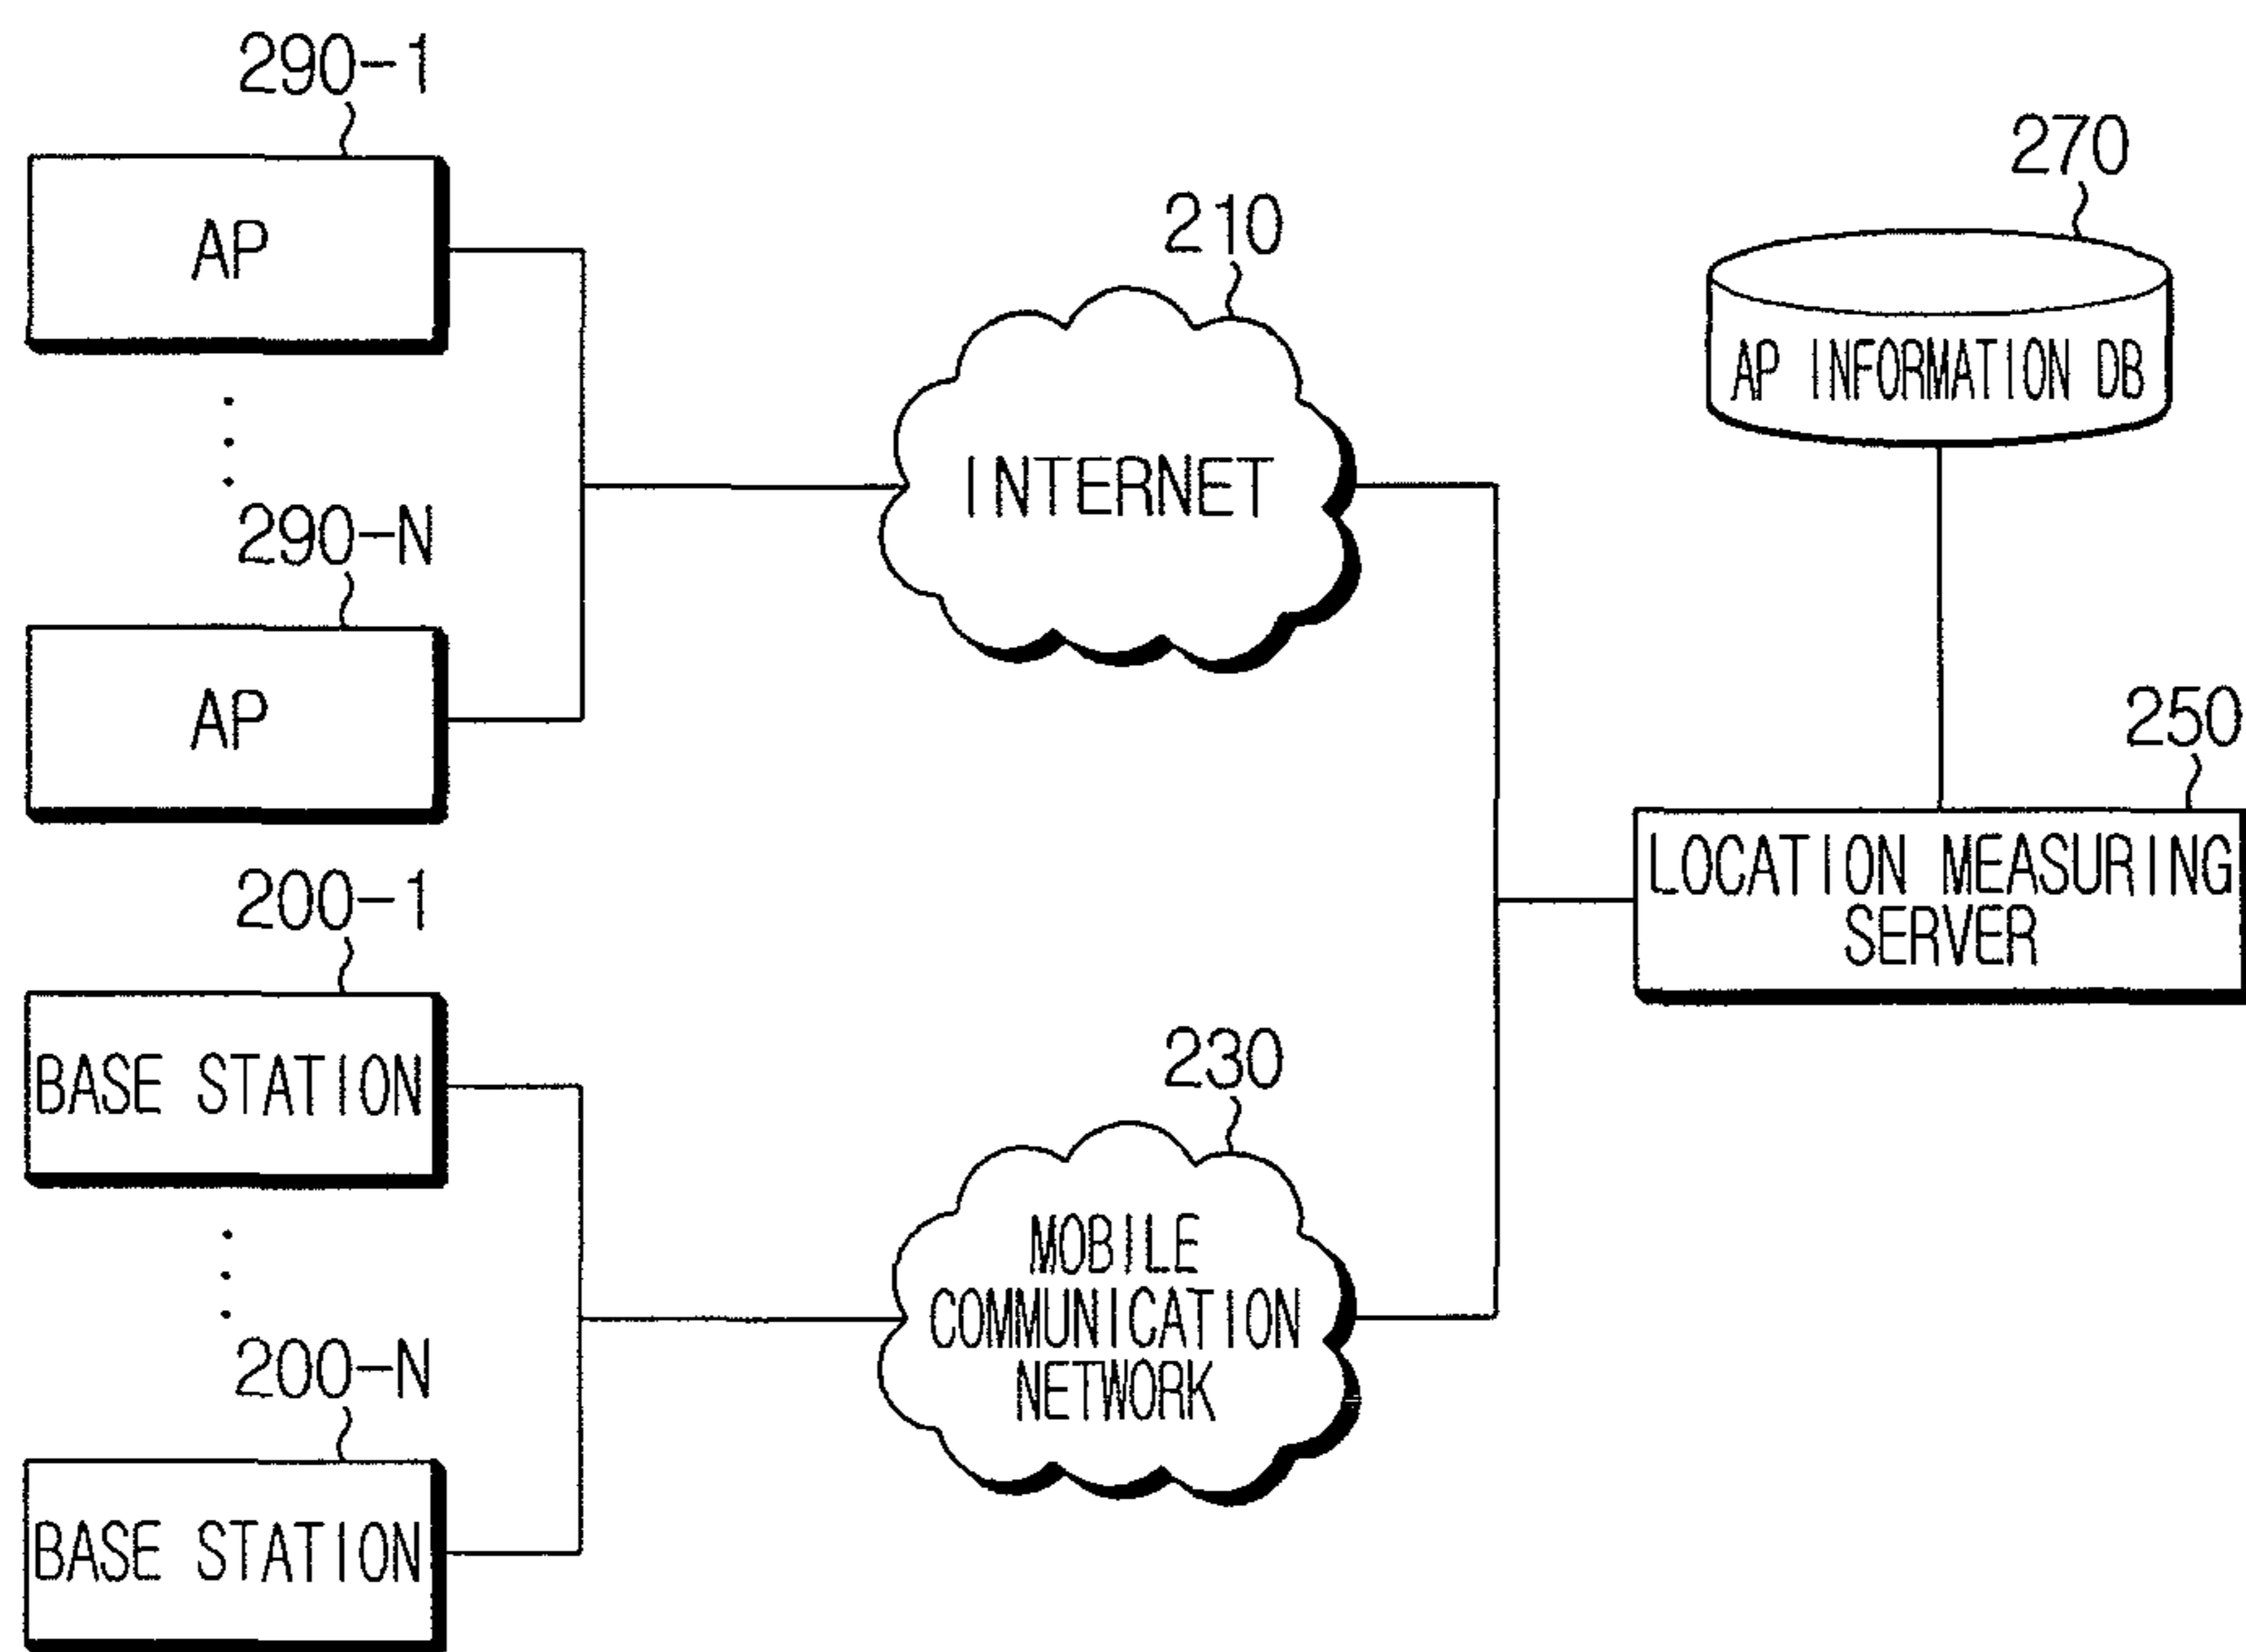 290-1
AP
290-N
AP
200-1
BASE STATION
200-N
BASE STATION
210
INTERNET
230
MOBILE
COMMUNICATION
NETWORK
270
AP INFORMATION DB
250
LOCATION MEASURING
SERVER